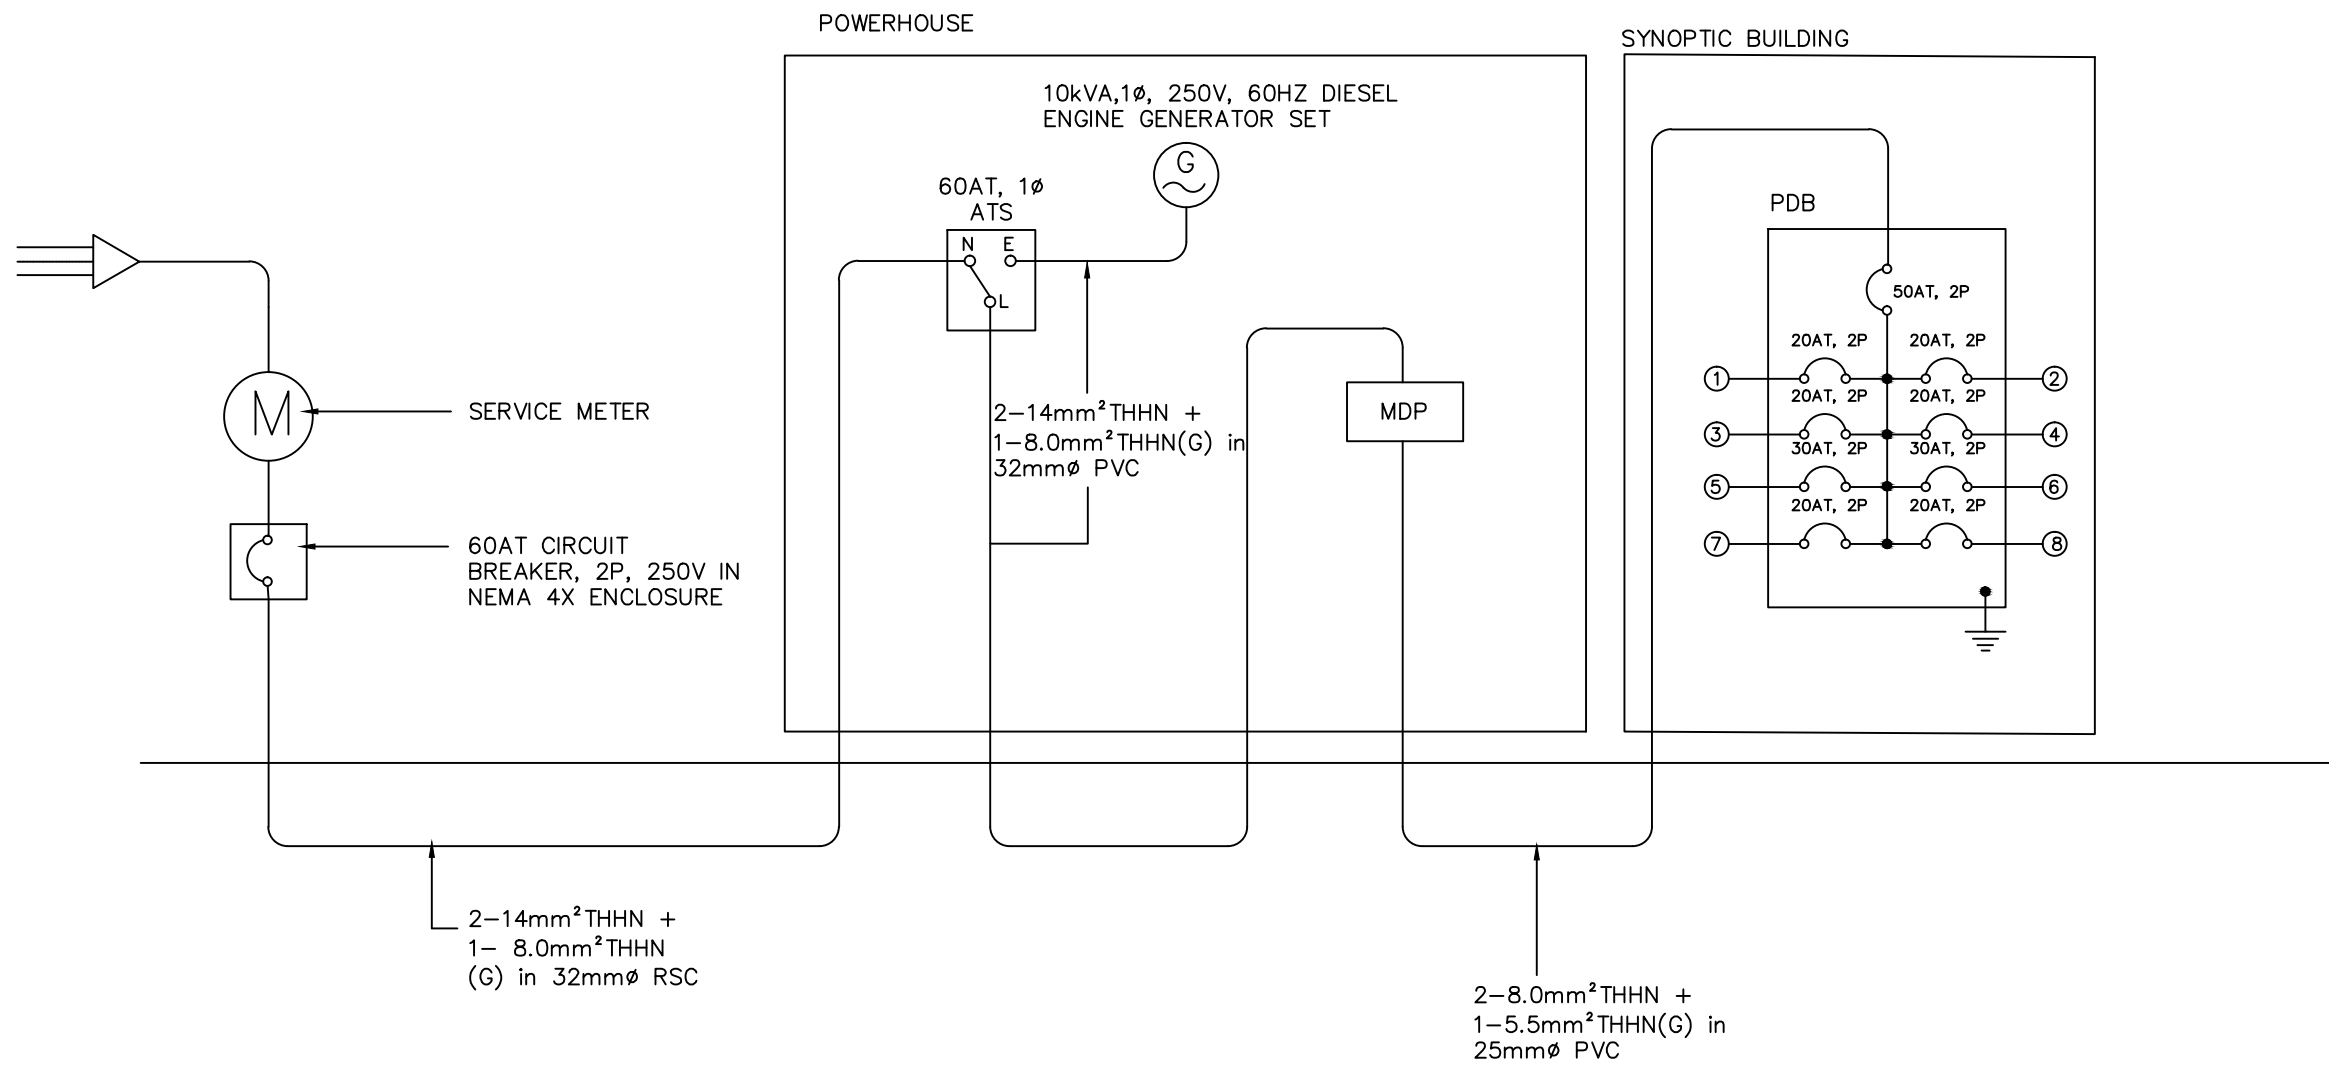 POWERHOUSE
SYNOPTIC BUILDING
10kVA,1ø, 250V, 60HZ DIESEL
ENGINE GENERATOR SET
G
60AT, 1ø
ATS
N E
L
PDB
50AT, 2P
20AT, 2P 20AT, 2P
1 2
20AT, 2P 20AT, 2P
3 4
30AT, 2P 30AT, 2P
5 6
20AT, 2P 20AT, 2P
7 8
M
SERVICE METER
2-14mm²THHN +
1-8.0mm²THHN(G) in
32mmø PVC
MDP
60AT CIRCUIT
BREAKER, 2P, 250V IN
NEMA 4X ENCLOSURE
2-14mm²THHN +
1- 8.0mm²THHN
(G) in 32mmø RSC
2-8.0mm²THHN +
1-5.5mm²THHN(G) in
25mmø PVC